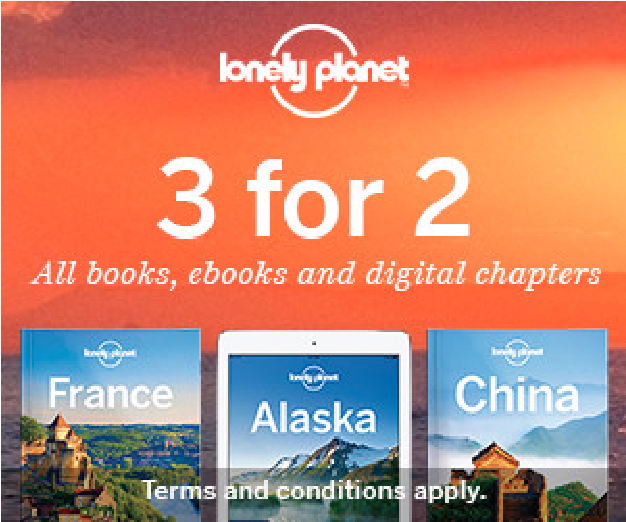 lonely planet
3 for 2
All books, ebooks and digital chapters
lonely planet
France
lonely planet
Alaska
lonely planet
China
Terms and conditions apply.